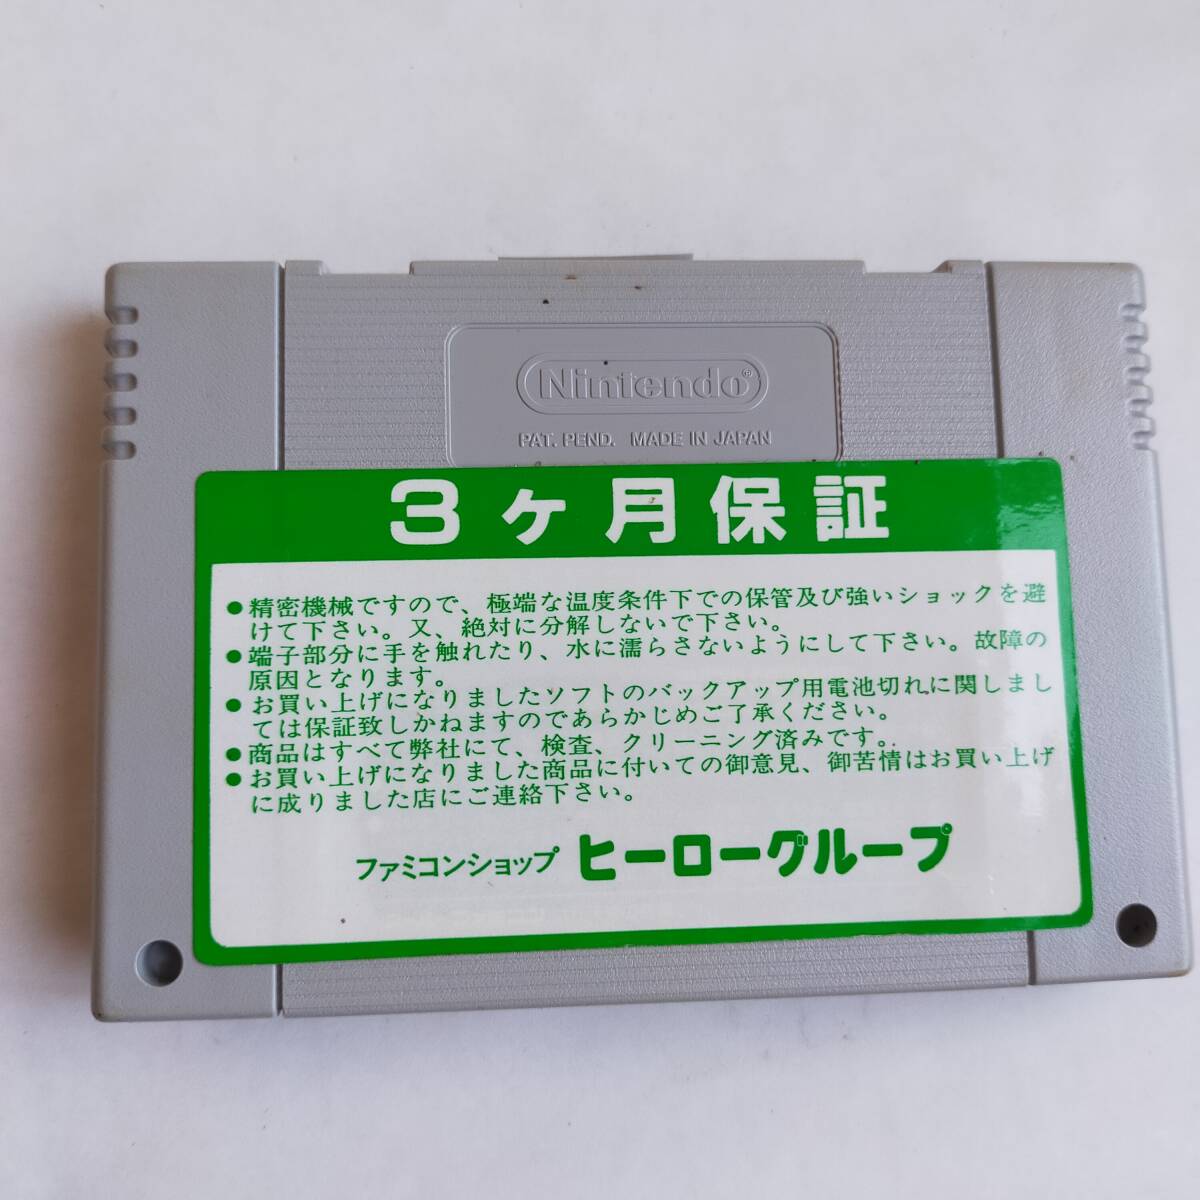 Nintendo®
PAT. PEND. MADE IN JAPAN
3ヶ月保証
●精密機械ですので、極端な温度条件下での保管及び強いショックを避
けて下さい。又、絶対に分解しないで下さい。
●端子部分に手を触れたり、水に濡らさないようにして下さい。故障の
原因となります。
●お買い上げになりましたソフトのバックアップ用電池切れに関しまし
ては保証致しかねますのであらかじめご了承ください。
●商品はすべて弊社にて、検査、クリーニング済みです。
●お買い上げになりました商品に付いての御意見、御苦情はお買い上げ
に成りました店にご連絡下さい。
ファミコンショップ ヒーローグループ